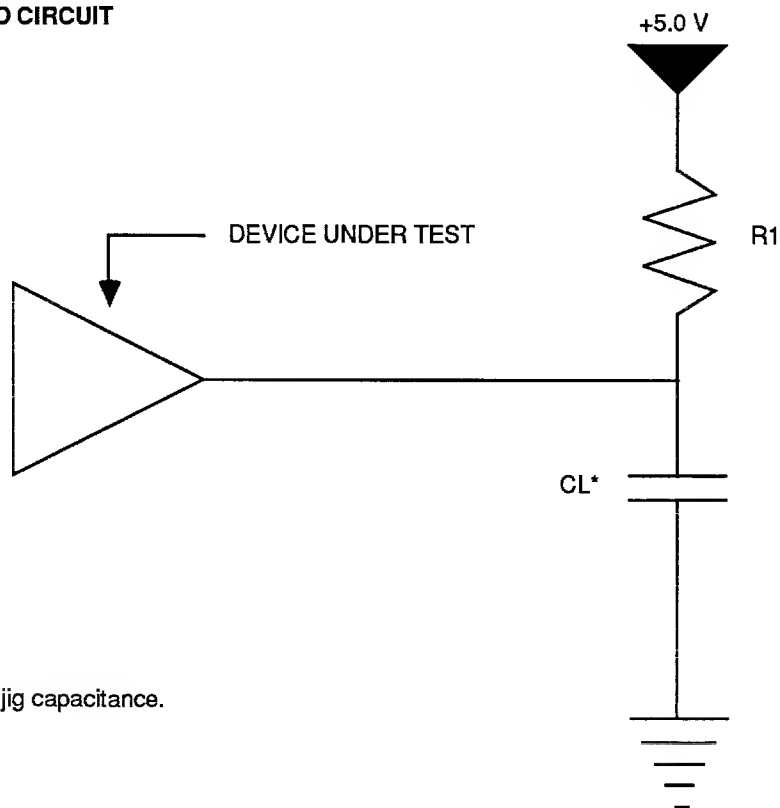 D CIRCUIT
+5.0 V
DEVICE UNDER TEST
R1
CL*
jig capacitance.